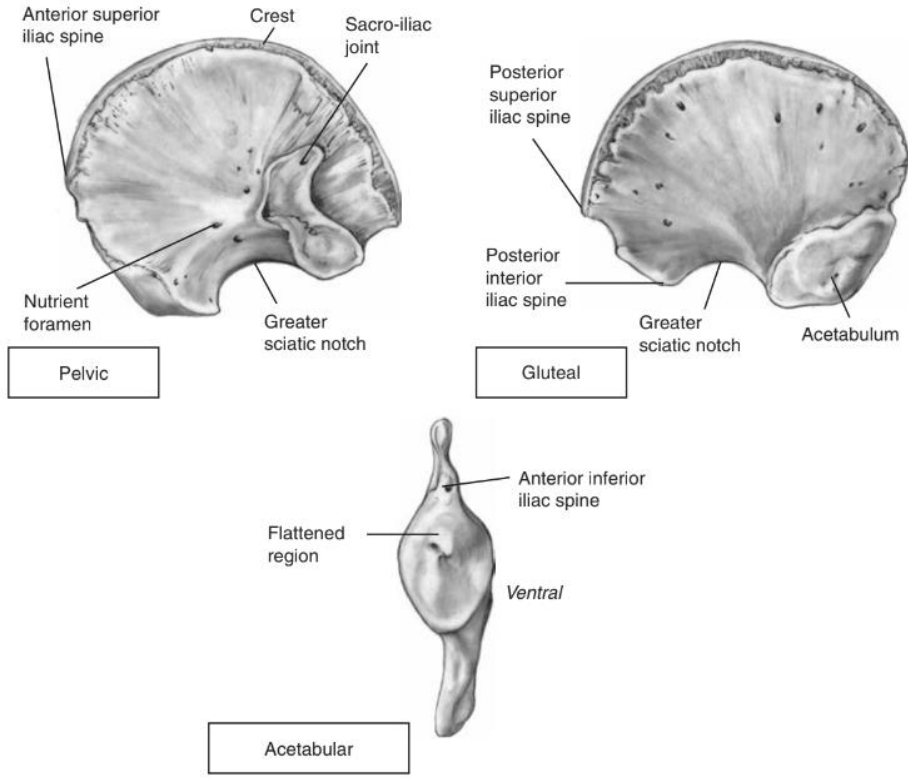 Anterior superior
iliac spine
Crest
Sacro-iliac
joint
Nutrient
foramen
Greater
sciatic notch
Pelvic
Posterior
superior
iliac spine
Posterior
interior
iliac spine
Greater
sciatic notch
Acetabulum
Gluteal
Anterior inferior
iliac spine
Flattened
region
Ventral
Acetabular